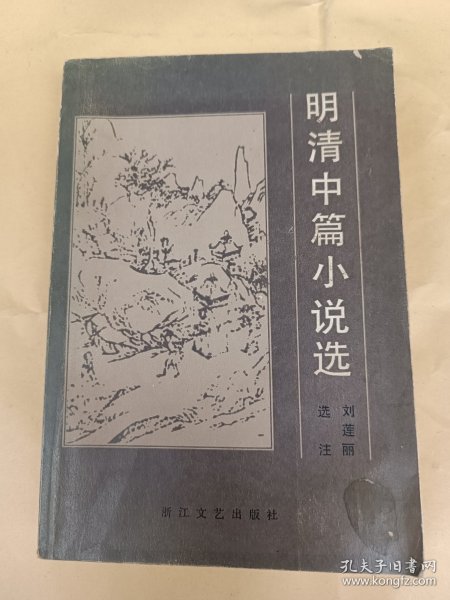 明清中篇小说选
刘莲丽
选注
浙江文艺出版社
孔夫子旧书网
www.kongfz.com